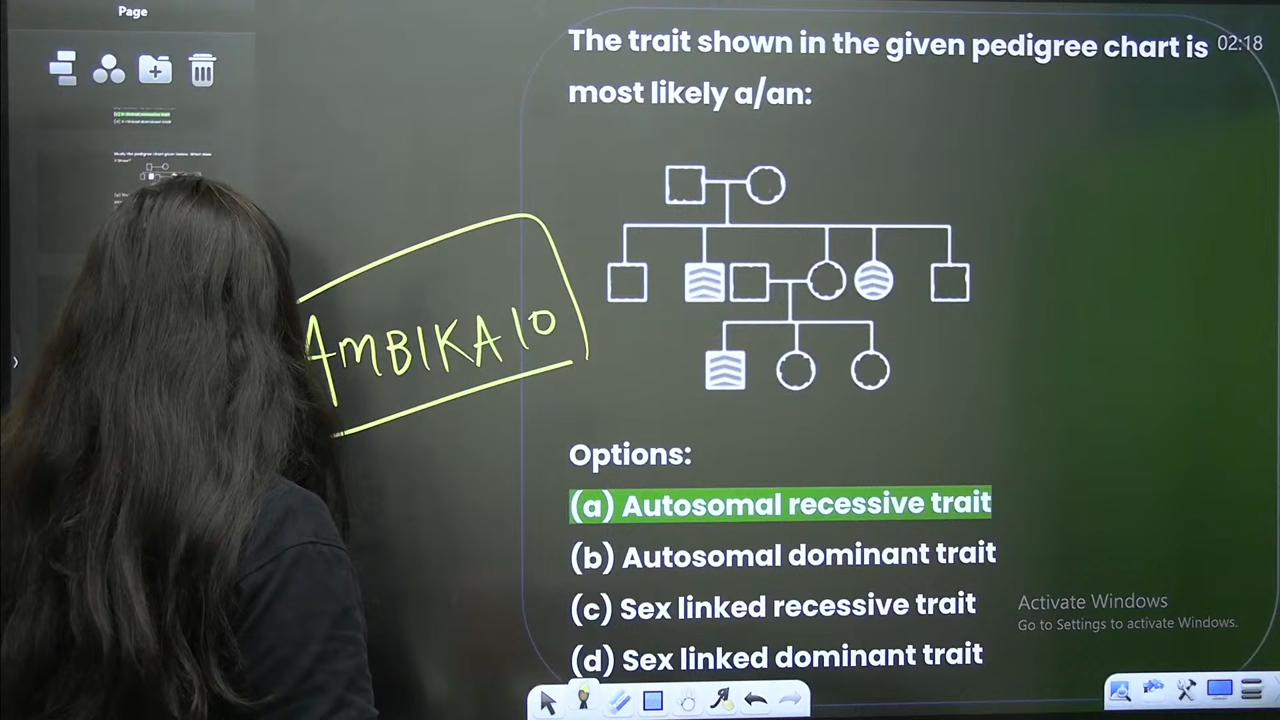 Page
The trait shown in the given pedigree chart is
02:18
most likely a/an:
AMBIKA10
Options:
(a) Autosomal recessive trait
(b) Autosomal dominant trait
(c) Sex linked recessive trait
(d) Sex linked dominant trait
Activate Windows
Go to Settings to activate Windows.